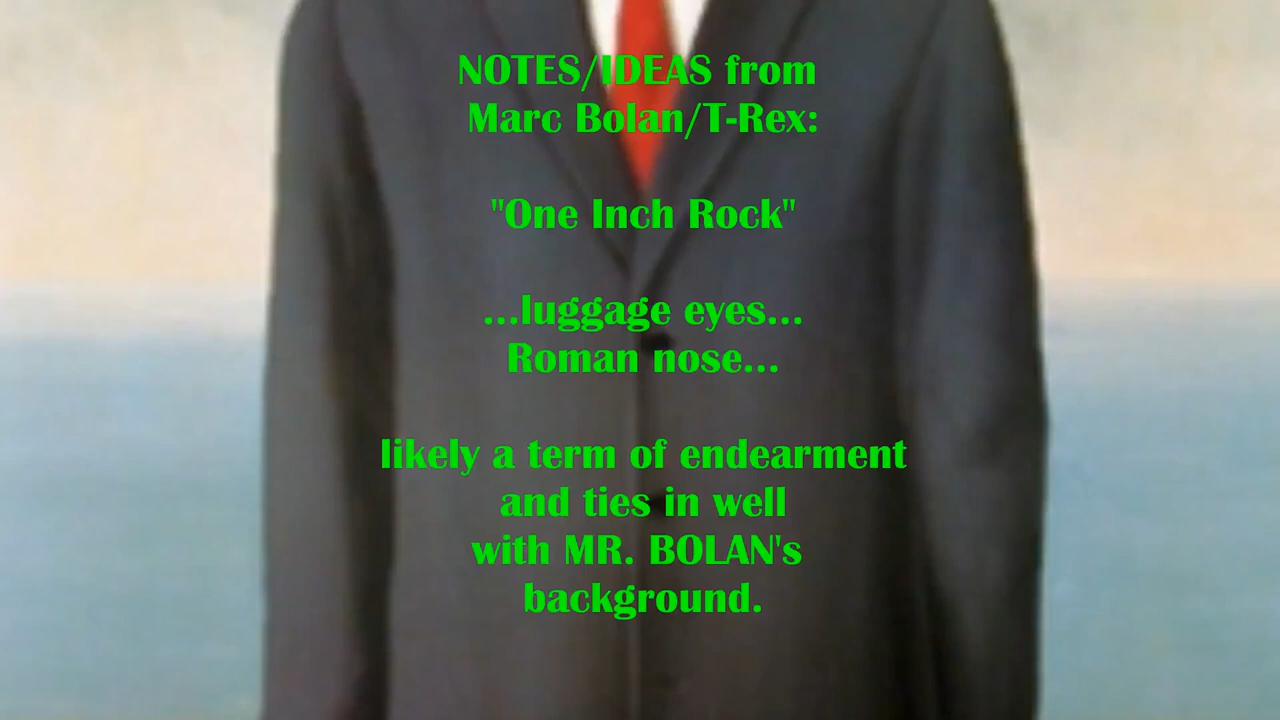 NOTES/IDEAS from
Marc Bolan/T-Rex:
"One Inch Rock"
...luggage eyes...
Roman nose...
likely a term of endearment
and ties in well
with MR. BOLAN's
background.